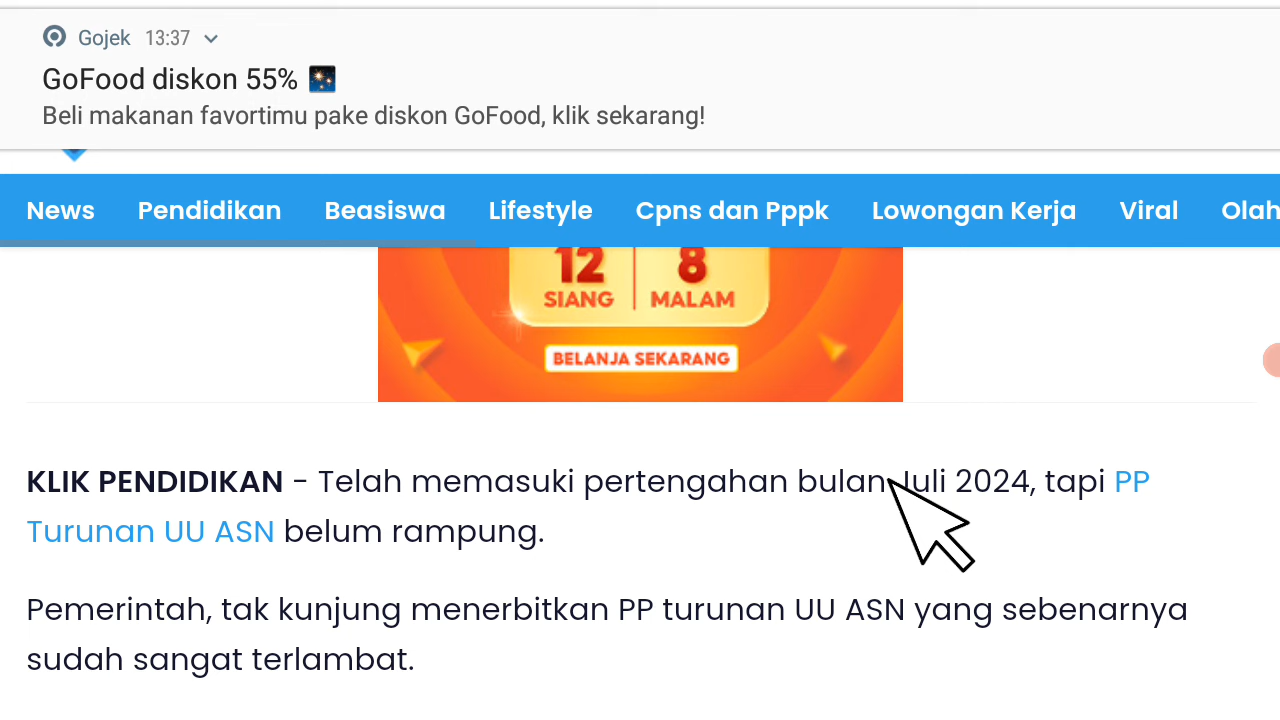 Gojek 13:37
GoFood diskon 55%
Beli makanan favortimu pake diskon GoFood, klik sekarang!
News Pendidikan Beasiswa Lifestyle Cpns dan Pppk Lowongan Kerja Viral Olah
12 8
SIANG MALAM
BELANJA SEKARANG
KLIK PENDIDIKAN - Telah memasuki pertengahan bulan Juli 2024, tapi PP
Turunan UU ASN belum rampung.
Pemerintah, tak kunjung menerbitkan PP turunan UU ASN yang sebenarnya
sudah sangat terlambat.